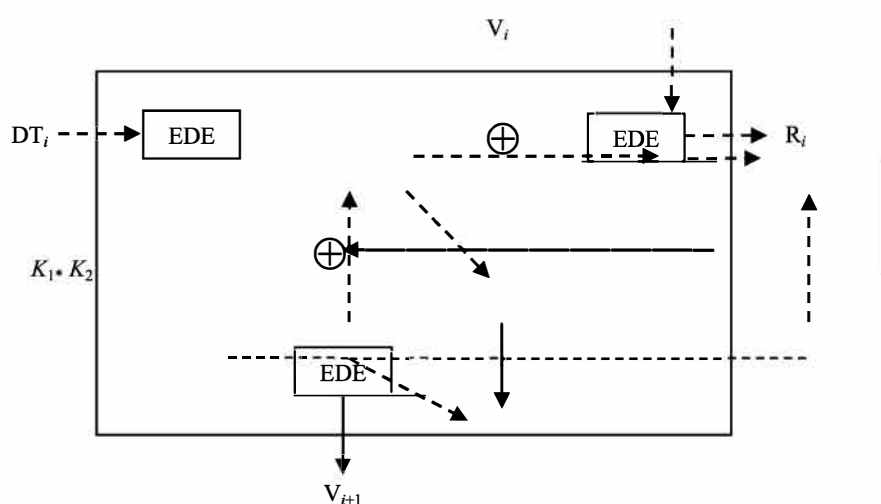 V_i
DT_i EDE EDE R_i
K_1* K_2
EDE
V_{i+1}